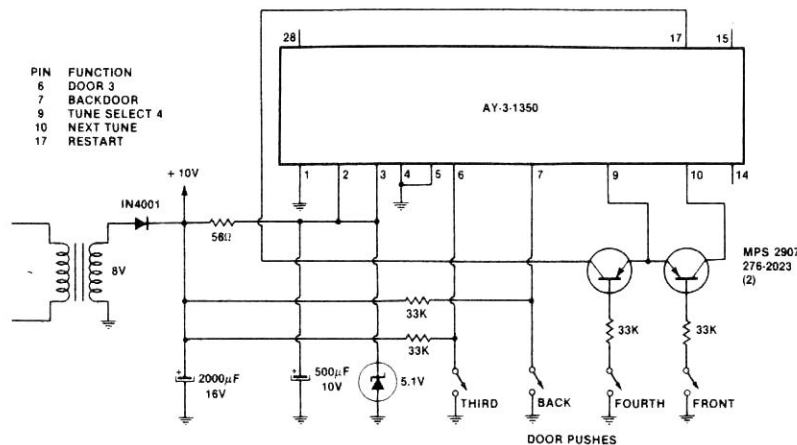 28
17
15
PIN FUNCTION
6 DOOR 3
7 BACKDOOR
9 TUNE SELECT 4
10 NEXT TUNE
17 RESTART
AY-3-1350
+ 10V
1
2
3
4
5
6
7
9
10
14
IN4001
56Ω
8V
MPS 2907
276-2023
(2)
33K
33K
33K
33K
2000µF
16V
500µF
10V
5.1V
THIRD
BACK
FOURTH
FRONT
DOOR PUSHES